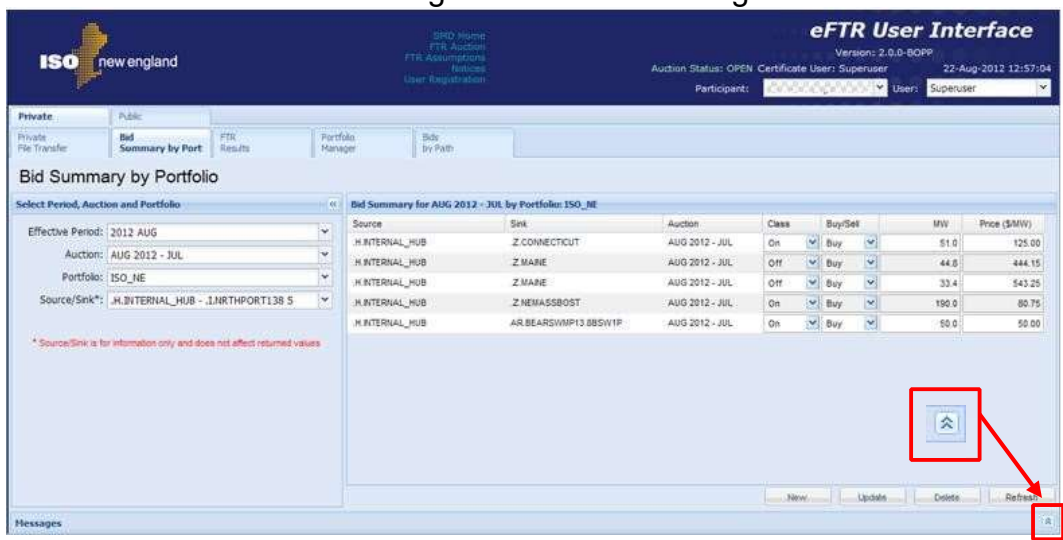 eFTR User Interface
SMD Home
FTR Auction
FTR Assumptions
Notices
User Registration
ISO new england
Version: 2.0.0-BOPP
Auction Status: OPEN Certificate User: Superuser 22-Aug-2012 12:57:04
Participant: User: Superuser
Private Public
Private File Transfer
Bid Summary by Port
FTR Results
Portfolio Manager
Bids by Path
Bid Summary by Portfolio
Select Period, Auction and Portfolio
Effective Period: 2012 AUG
Auction: AUG 2012 - JUL
Portfolio: ISO_NE
Source/Sink*: .H.INTERNAL_HUB - .I.NRTHPORT138 5
* Source/Sink is for information only and does not affect returned values
Bid Summary for AUG 2012 - JUL by Portfolio: ISO_NE
Source Sink Auction Class Buy/Sell MW Price ($/MW)
.H.INTERNAL_HUB .Z.CONNECTICUT AUG 2012 - JUL On Buy 51.0 125.00
.H.INTERNAL_HUB .Z.MAINE AUG 2012 - JUL Off Buy 44.8 444.15
.H.INTERNAL_HUB .Z.MAINE AUG 2012 - JUL Off Buy 33.4 543.25
.H.INTERNAL_HUB .Z.NEMASSBOST AUG 2012 - JUL On Buy 190.0 80.75
.H.INTERNAL_HUB AR.BEARSWMP13.8BSW1P AUG 2012 - JUL On Buy 50.0 50.00
New Update Delete Refresh
Messages